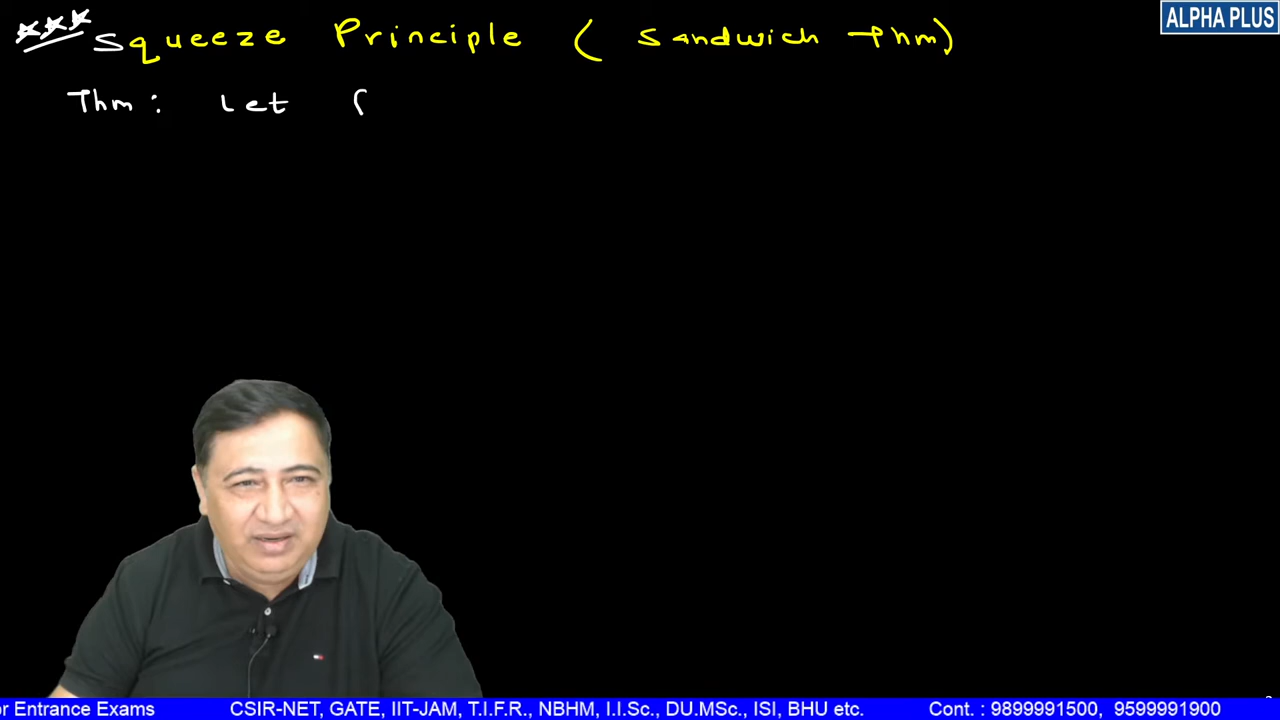 *** Squeeze Principle ( Sandwich Thm)
ALPHA PLUS
Thm : Let f
or Entrance Exams CSIR-NET, GATE, IIT-JAM, T.I.F.R., NBHM, I.I.Sc., DU.MSc., ISI, BHU etc. Cont. : 9899991500, 9599991900